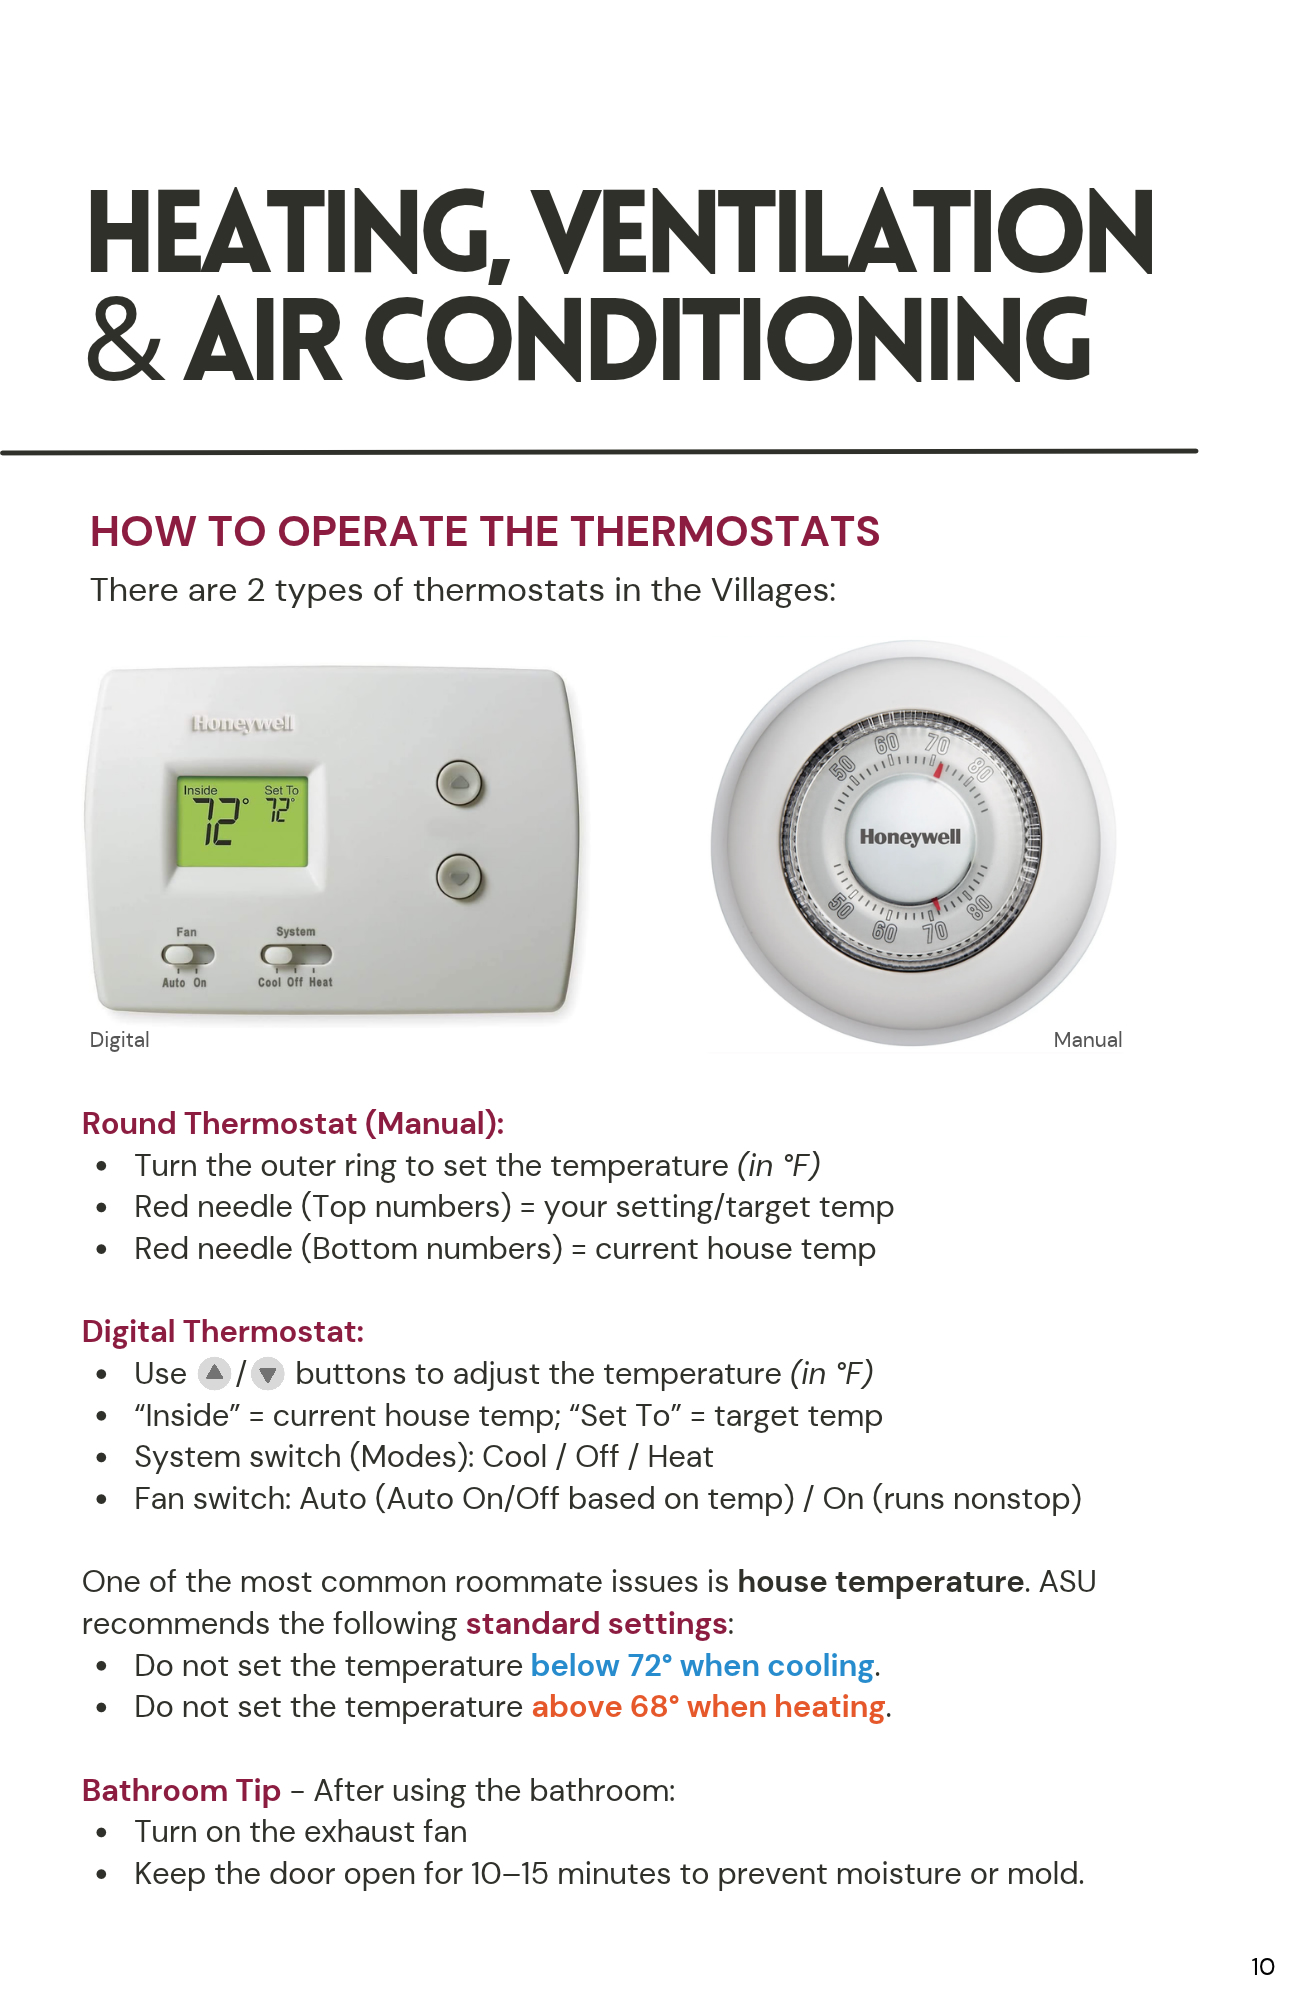 HEATING, VENTILATION
& AIR CONDITIONING
HOW TO OPERATE THE THERMOSTATS
There are 2 types of thermostats in the Villages:
Honeywell
Inside Set To
72° 72°
Fan System
Auto On Cool Off Heat
Digital
50 60 70 80
Honeywell
50 60 70 80
Manual
Round Thermostat (Manual):
• Turn the outer ring to set the temperature (in °F)
• Red needle (Top numbers) = your setting/target temp
• Red needle (Bottom numbers) = current house temp
Digital Thermostat:
• Use ▲/▼ buttons to adjust the temperature (in °F)
• “Inside” = current house temp; “Set To” = target temp
• System switch (Modes): Cool / Off / Heat
• Fan switch: Auto (Auto On/Off based on temp) / On (runs nonstop)
One of the most common roommate issues is house temperature. ASU
recommends the following standard settings:
• Do not set the temperature below 72° when cooling.
• Do not set the temperature above 68° when heating.
Bathroom Tip - After using the bathroom:
• Turn on the exhaust fan
• Keep the door open for 10–15 minutes to prevent moisture or mold.
10